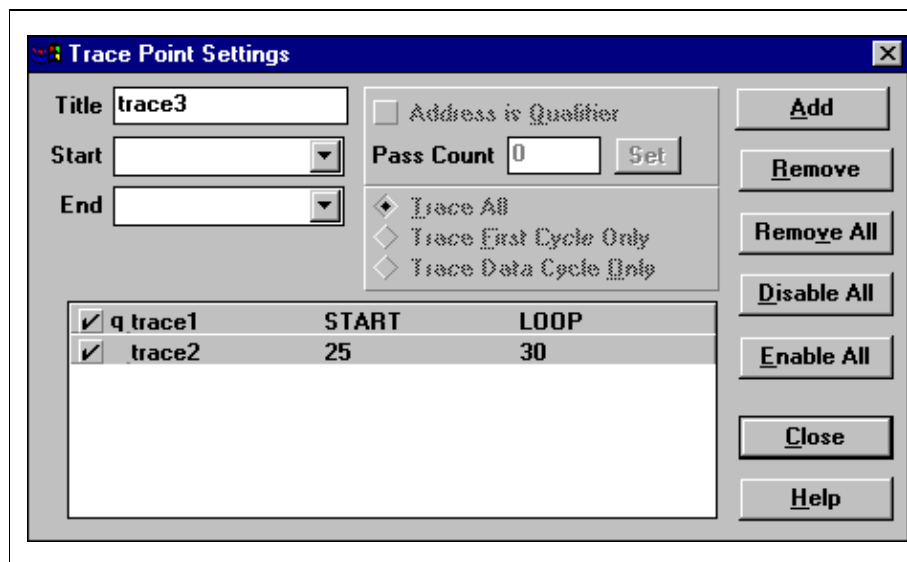 Trace Point Settings
Title trace3
Start
End
Address is Qualifier
Pass Count 0 Set
Trace All
Trace First Cycle Only
Trace Data Cycle Only
Add
Remove
Remove All
Disable All
Enable All
Close
Help
q trace1 START LOOP
trace2 25 30